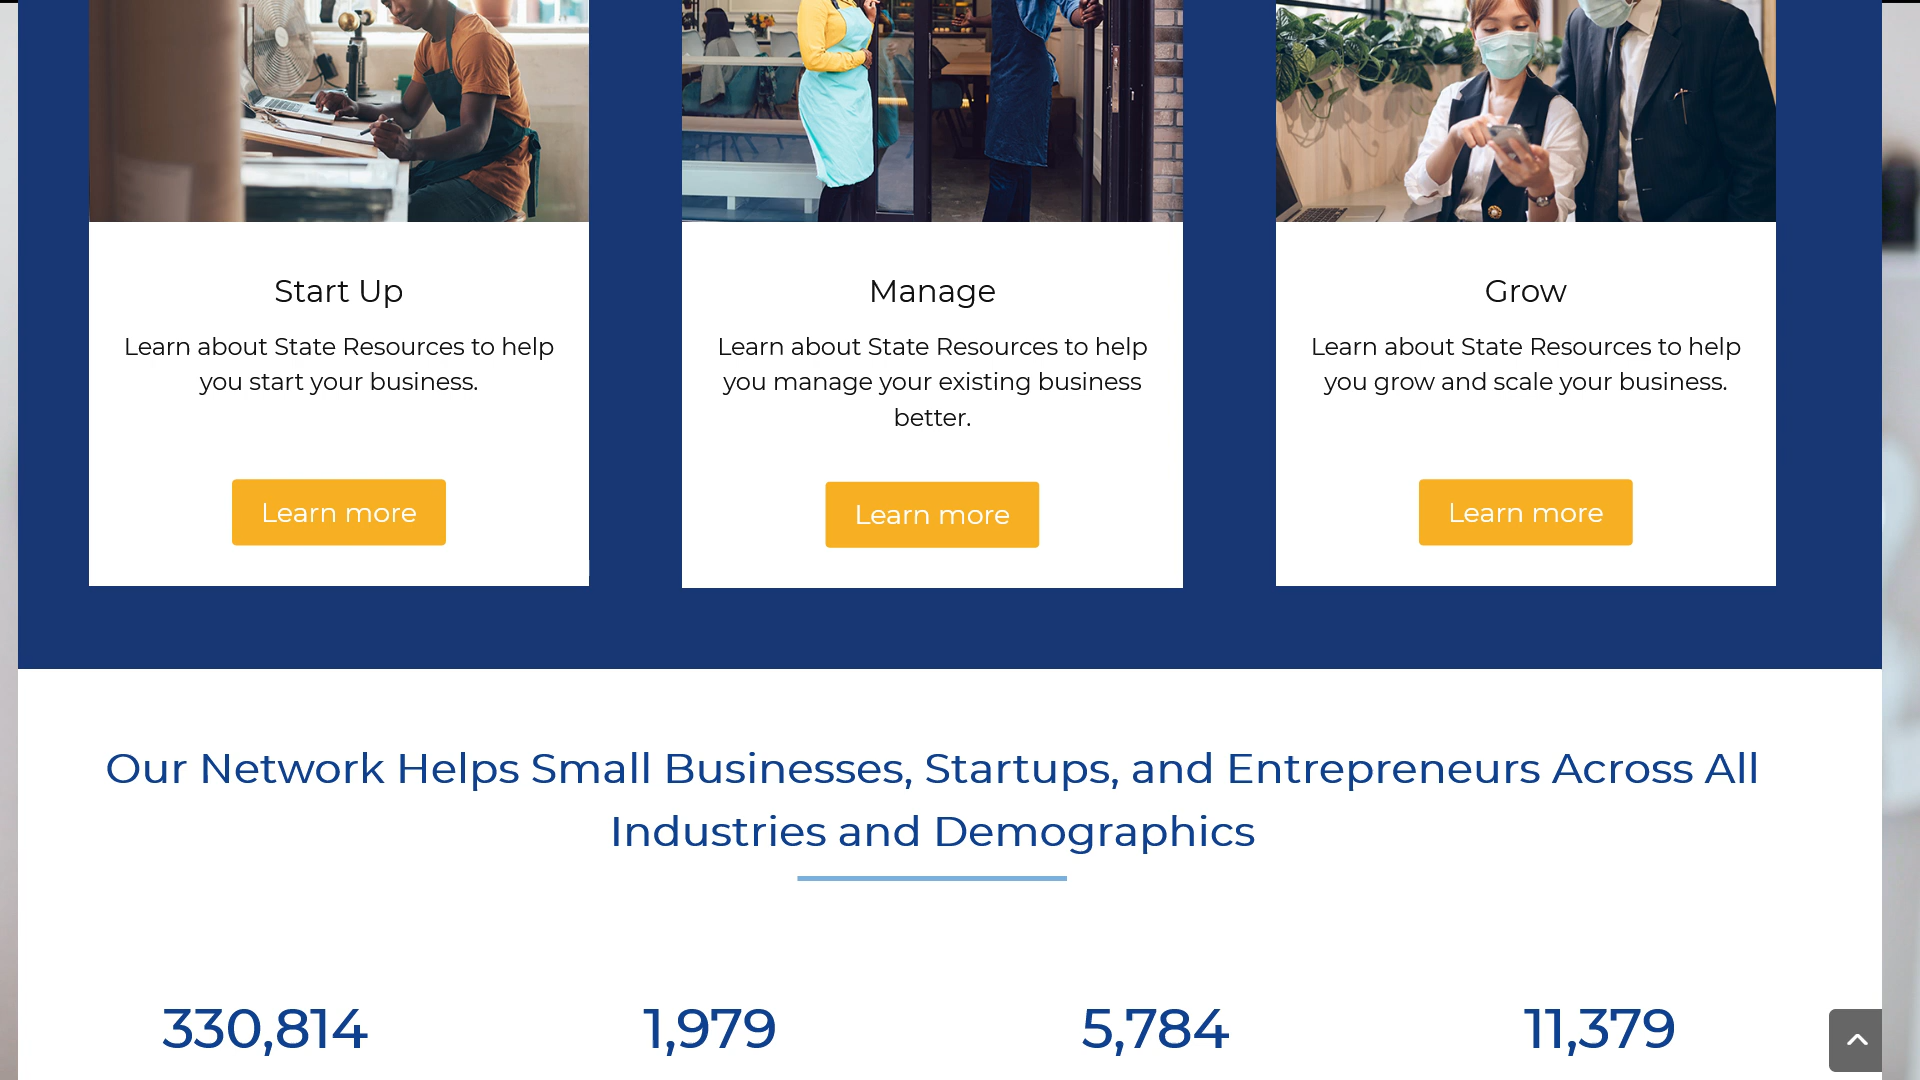 Start Up
Learn about State Resources to help
you start your business.
Learn more
Manage
Learn about State Resources to help
you manage your existing business
better.
Learn more
Grow
Learn about State Resources to help
you grow and scale your business.
Learn more
Our Network Helps Small Businesses, Startups, and Entrepreneurs Across All
Industries and Demographics
330,814
1,979
5,784
11,379